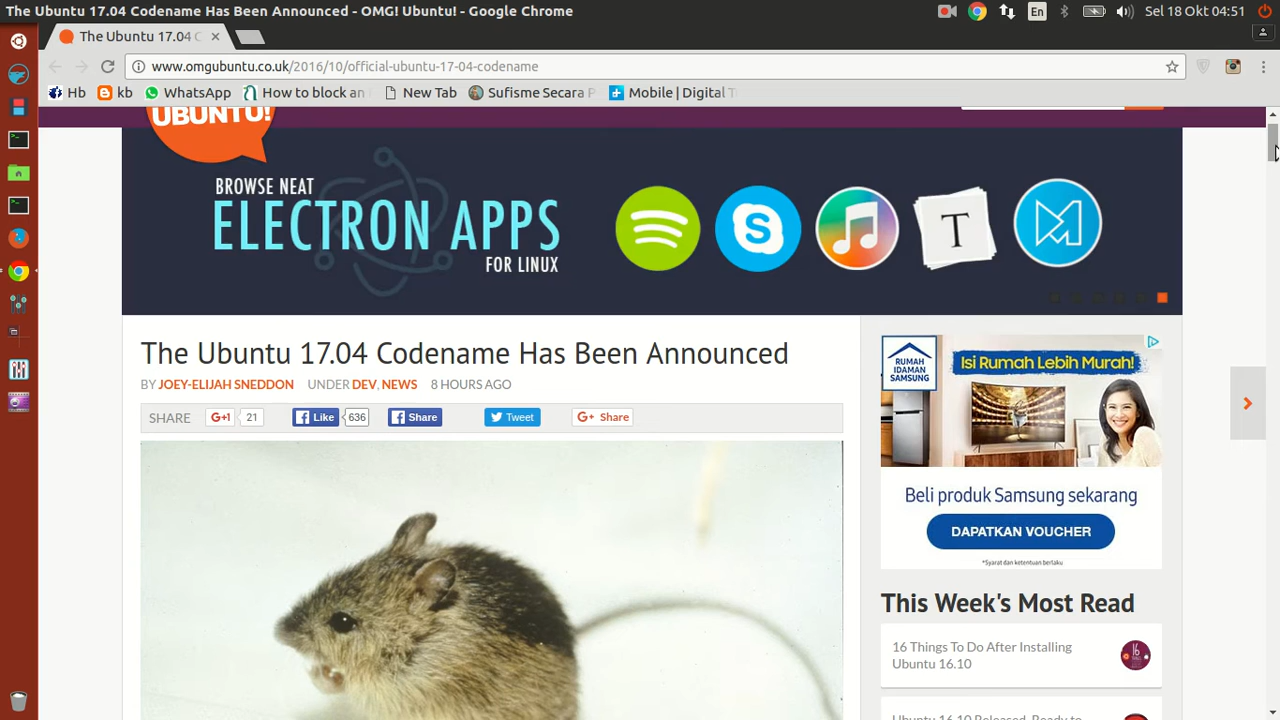 The Ubuntu 17.04 Codename Has Been Announced - OMG! Ubuntu! - Google Chrome
En
Sel 18 Okt 04:51
The Ubuntu 17.04 C
www.omgubuntu.co.uk/2016/10/official-ubuntu-17-04-codename
Hb
kb
WhatsApp
How to block an
New Tab
Sufisme Secara P
Mobile | Digital T
UBUNTU!
BROWSE NEAT
ELECTRON APPS
FOR LINUX
S
T
The Ubuntu 17.04 Codename Has Been Announced
BY JOEY-ELIJAH SNEDDON UNDER DEV, NEWS 8 HOURS AGO
SHARE
G+1
21
Like
636
Share
Tweet
G+ Share
RUMAH
IDAMAN
SAMSUNG
Isi Rumah Lebih Murah!
Beli produk Samsung sekarang
DAPATKAN VOUCHER
*Syarat dan ketentuan berlaku
This Week's Most Read
16 Things To Do After Installing
Ubuntu 16.10
16
Ubuntu 16.10 Released, Ready to